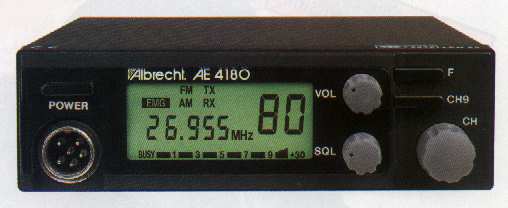 Albrecht AE 4180
POWER
FM TX
EMG AM RX
26.955 MHz
80
BUSY 1 3 5 7 9 +30
VOL
SQL
F
CH9
CH